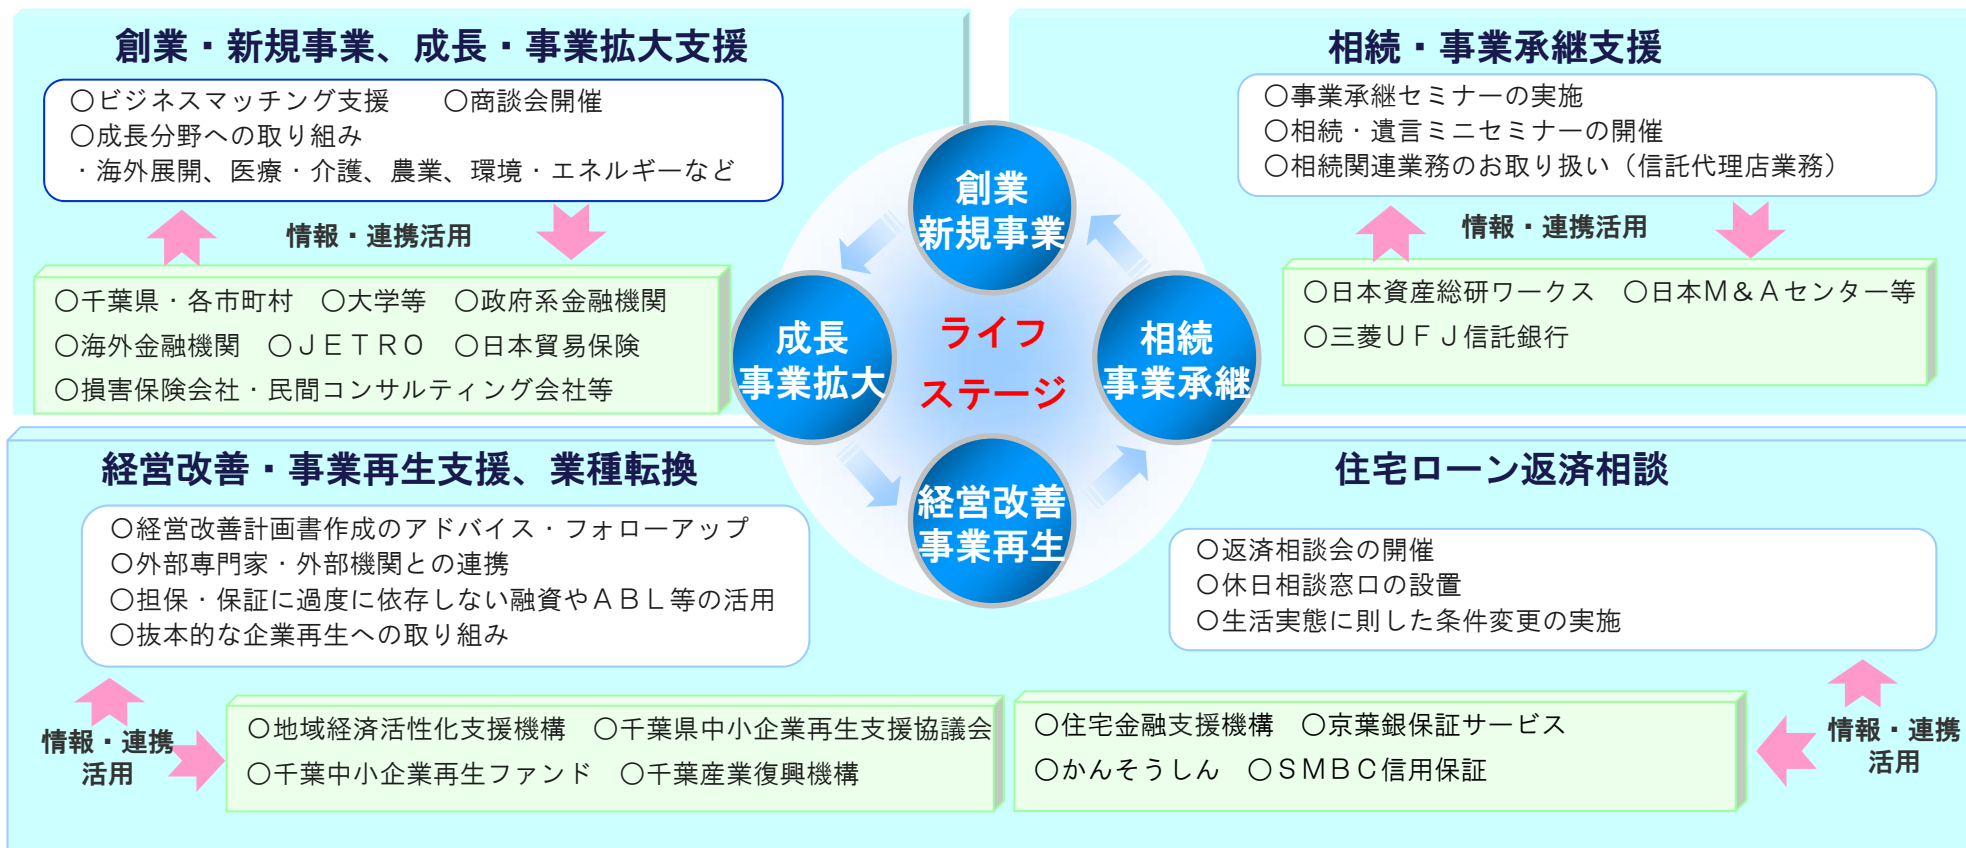 創業・新規事業、成長・事業拡大支援
○ビジネスマッチング支援　　○商談会開催
○成長分野への取り組み
・海外展開、医療・介護、農業、環境・エネルギーなど
情報・連携活用
○千葉県・各市町村　○大学等　○政府系金融機関
○海外金融機関　○ＪＥＴＲＯ　○日本貿易保険
○損害保険会社・民間コンサルティング会社等
相続・事業承継支援
○事業承継セミナーの実施
○相続・遺言ミニセミナーの開催
○相続関連業務のお取り扱い（信託代理店業務）
情報・連携活用
○日本資産総研ワークス　○日本Ｍ＆Ａセンター等
○三菱ＵＦＪ信託銀行
創業
新規事業
成長
事業拡大
ライフ
ステージ
相続
事業承継
経営改善
事業再生
経営改善・事業再生支援、業種転換
○経営改善計画書作成のアドバイス・フォローアップ
○外部専門家・外部機関との連携
○担保・保証に過度に依存しない融資やＡＢＬ等の活用
○抜本的な企業再生への取り組み
情報・連携
活用
○地域経済活性化支援機構　○千葉県中小企業再生支援協議会
○千葉中小企業再生ファンド　○千葉産業復興機構
住宅ローン返済相談
○返済相談会の開催
○休日相談窓口の設置
○生活実態に則した条件変更の実施
○住宅金融支援機構　○京葉銀保証サービス
○かんそうしん　○ＳＭＢＣ信用保証
情報・連携
活用